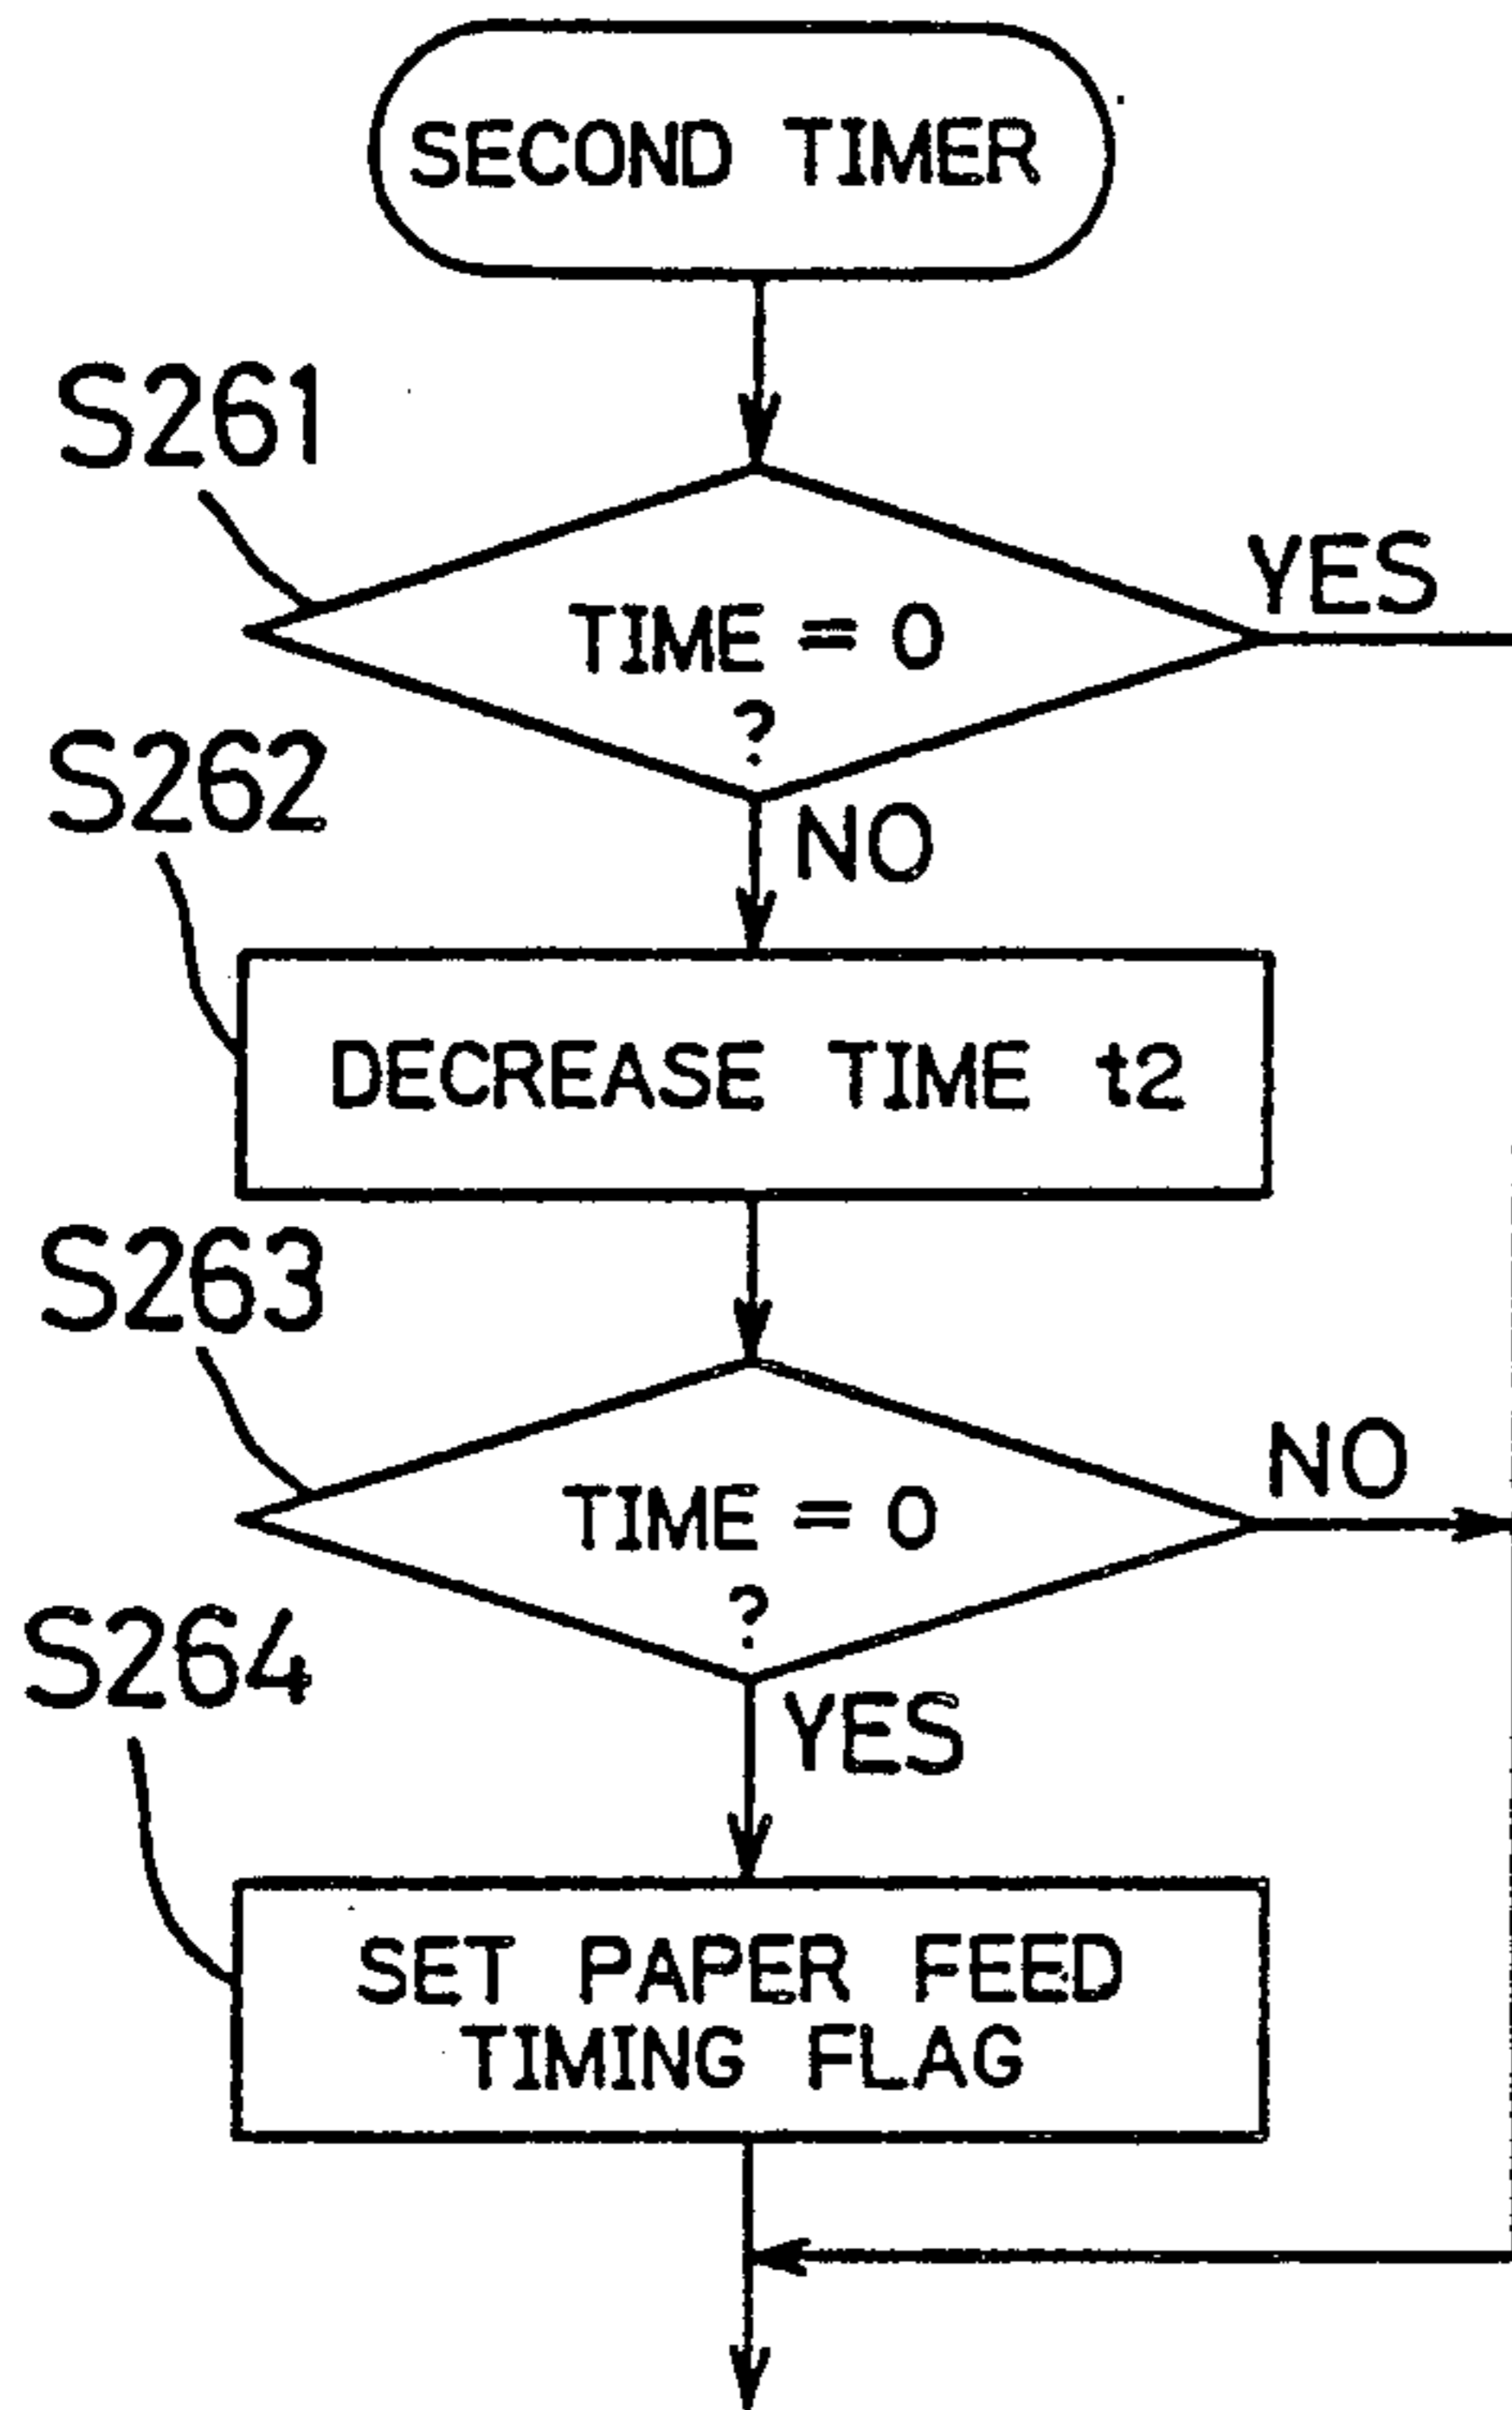 SECOND TIMER
S261
YES
TIME = 0
?
S262
NO
DECREASE TIME t2
S263
NO
TIME = 0
?
S264
YES
SET PAPER FEED
TIMING FLAG